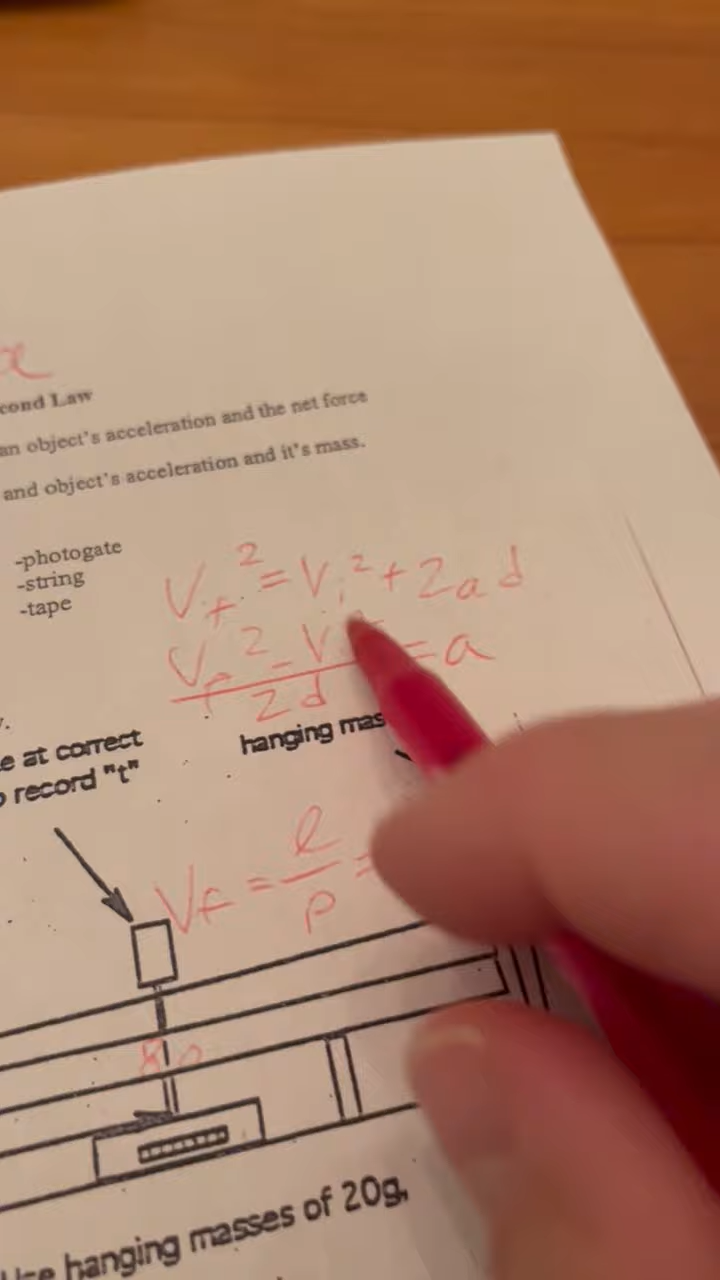 x
cond Law
an object's acceleration and the net force
and object's acceleration and it's mass.
-photogate
-string
-tape
Vf² = Vi² + 2ad
Vf² - V = a
2d
e at correct
record "t"
hanging mas
Vf = l
p
=
80
hanging masses of 20g,